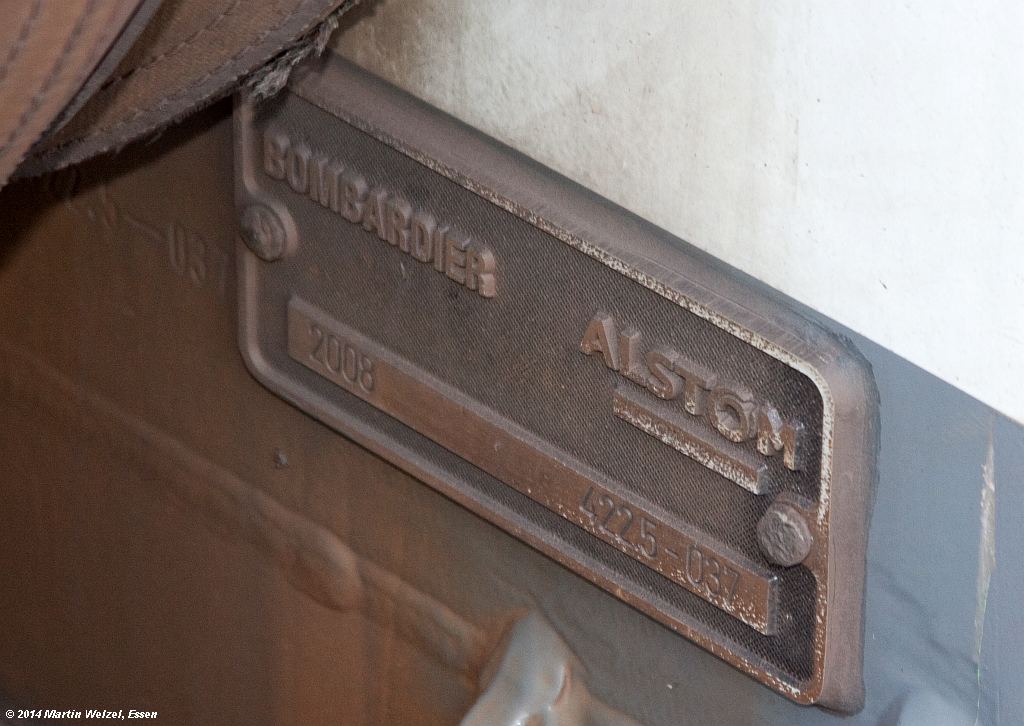 BOMBARDIER
ALSTOM
2008 4225-037
© 2014 Martin Welzel, Essen